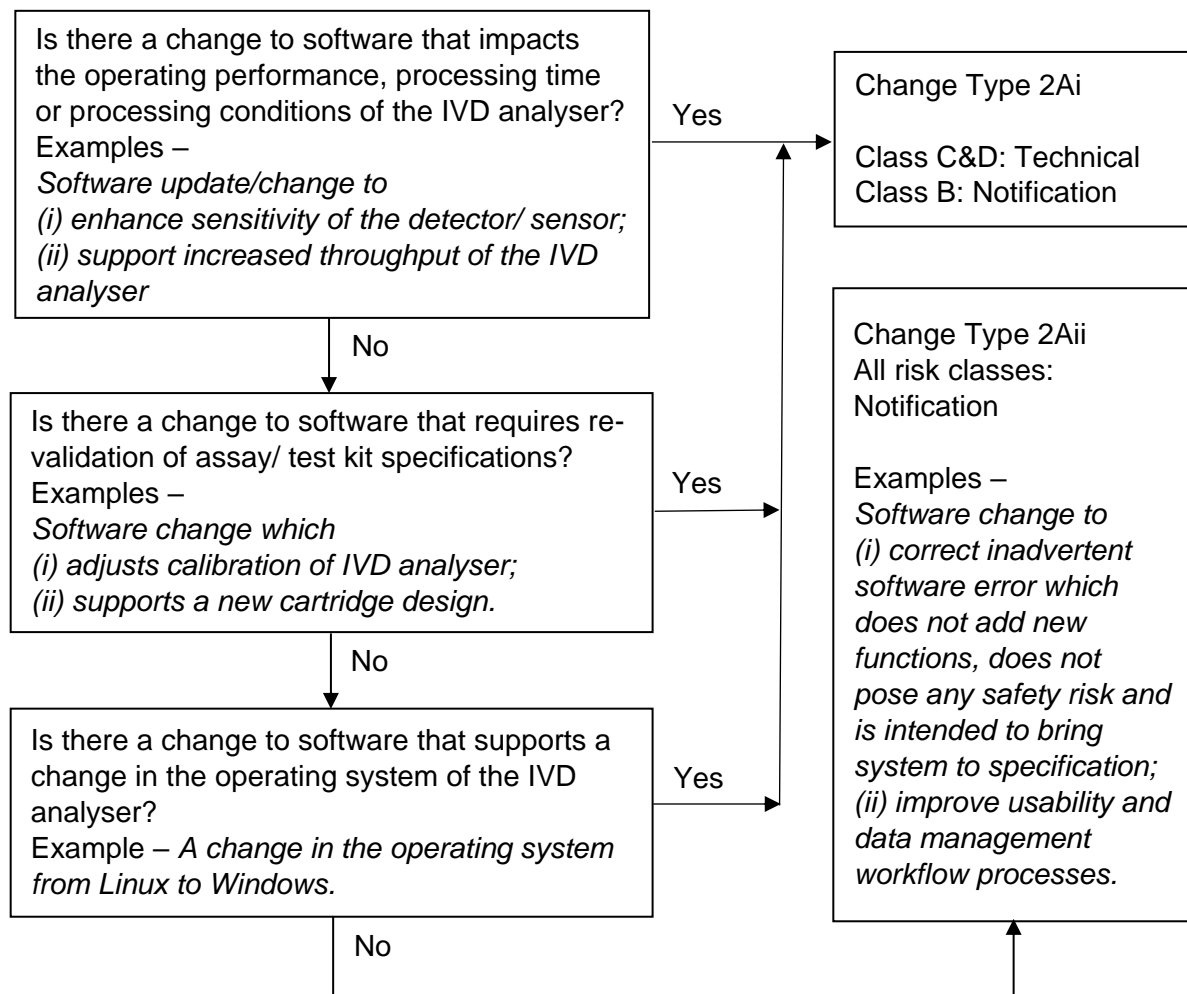 Is there a change to software that impacts
the operating performance, processing time
or processing conditions of the IVD analyser?
Examples –
Software update/change to
(i) enhance sensitivity of the detector/ sensor;
(ii) support increased throughput of the IVD
analyser
Yes
Change Type 2Ai
Class C&D: Technical
Class B: Notification
No
Is there a change to software that requires re-
validation of assay/ test kit specifications?
Examples –
Software change which
(i) adjusts calibration of IVD analyser;
(ii) supports a new cartridge design.
Yes
No
Is there a change to software that supports a
change in the operating system of the IVD
analyser?
Example – A change in the operating system
from Linux to Windows.
Yes
No
Change Type 2Aii
All risk classes:
Notification
Examples –
Software change to
(i) correct inadvertent
software error which
does not add new
functions, does not
pose any safety risk and
is intended to bring
system to specification;
(ii) improve usability and
data management
workflow processes.